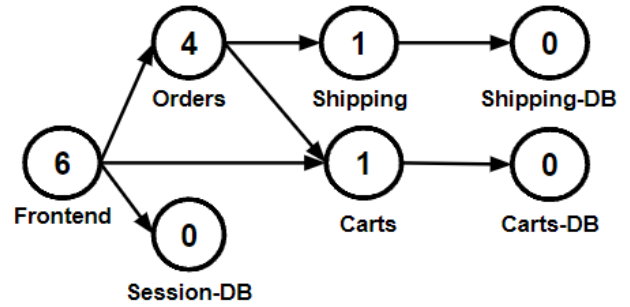 4
1
0
Orders
Shipping
Shipping-DB
6
1
0
Frontend
Carts
Carts-DB
0
Session-DB